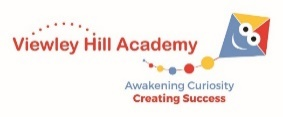 Viewley Hill Academy
Awakening Curiosity
Creating Success